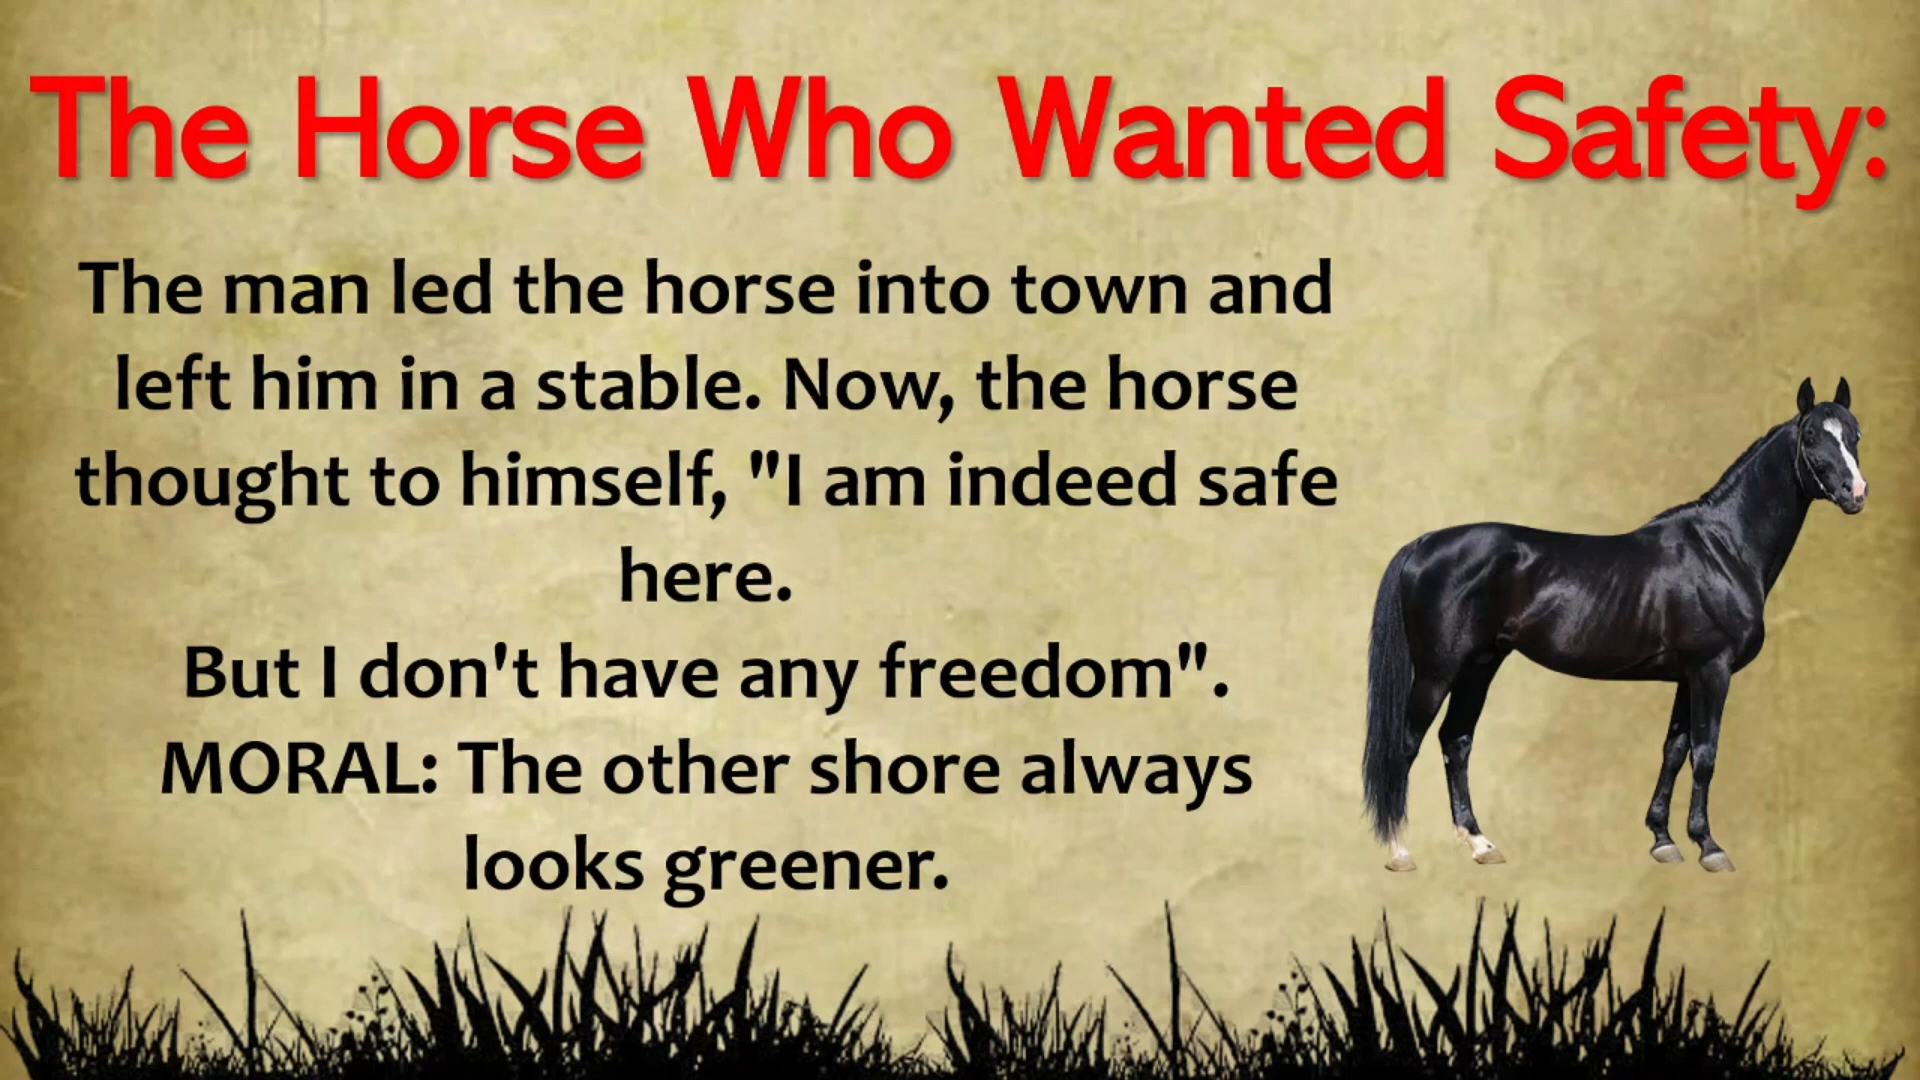 The Horse Who Wanted Safety:
The man led the horse into town and
left him in a stable. Now, the horse
thought to himself, "I am indeed safe
here.
But I don't have any freedom".
MORAL: The other shore always
looks greener.